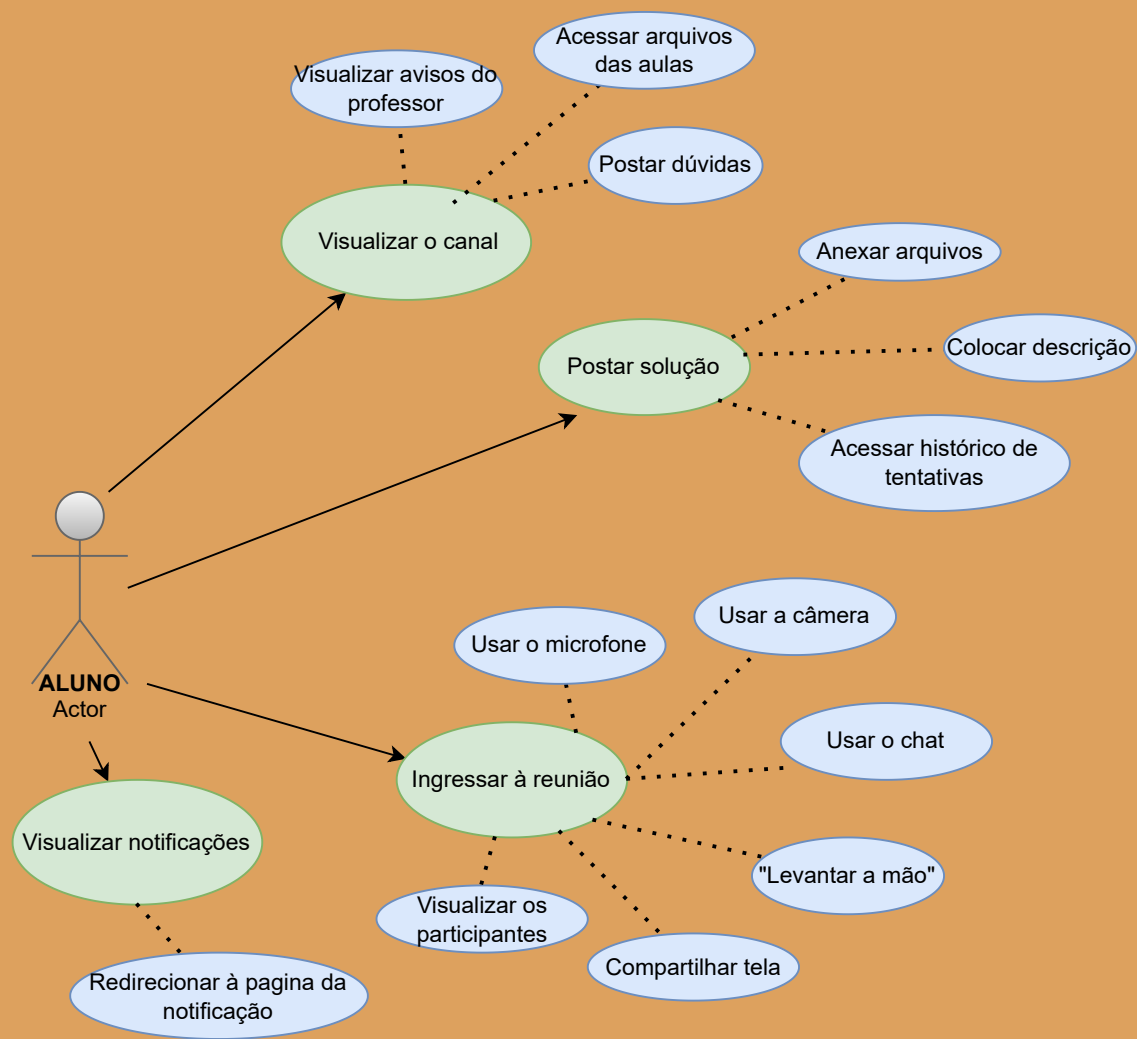 Acessar arquivos
das aulas
Visualizar avisos do
professor
Postar dúvidas
Visualizar o canal
Anexar arquivos
Colocar descrição
Postar solução
Acessar histórico de
tentativas
Usar a câmera
Usar o microfone
ALUNO
Actor
Usar o chat
Ingressar à reunião
Visualizar notificações
"Levantar a mão"
Visualizar os
participantes
Compartilhar tela
Redirecionar à pagina da
notificação